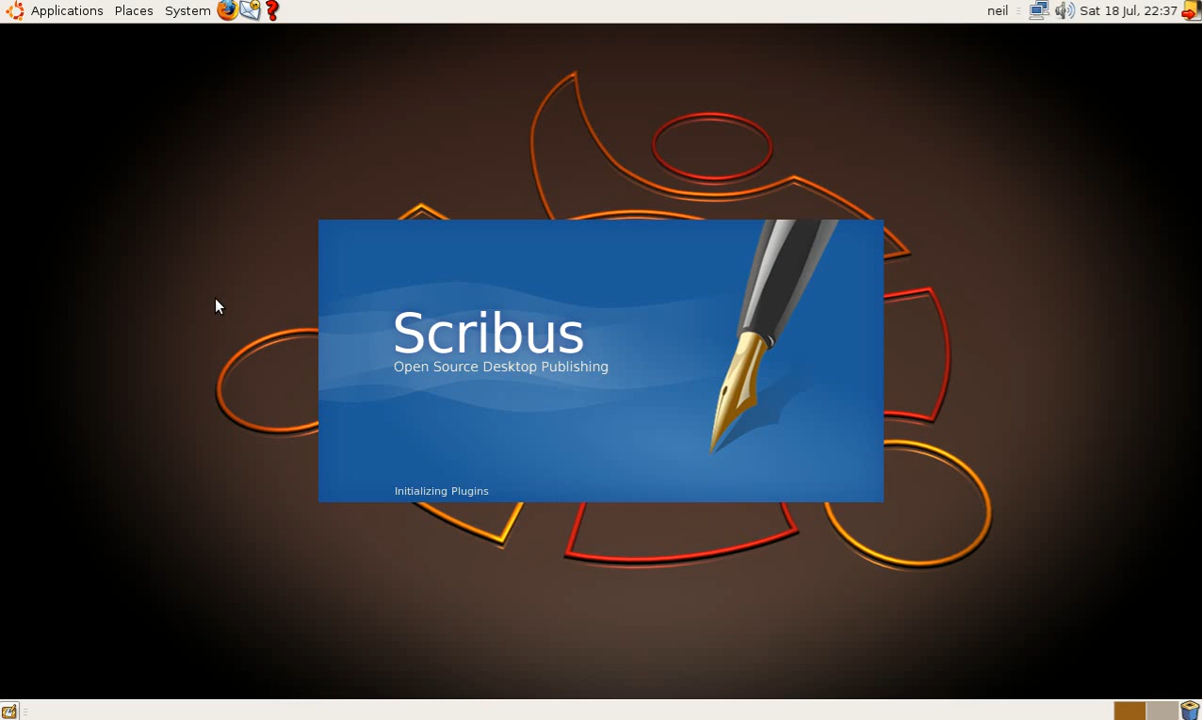 Applications Places System neil Sat 18 Jul, 22:37
Scribus
Open Source Desktop Publishing
Initializing Plugins